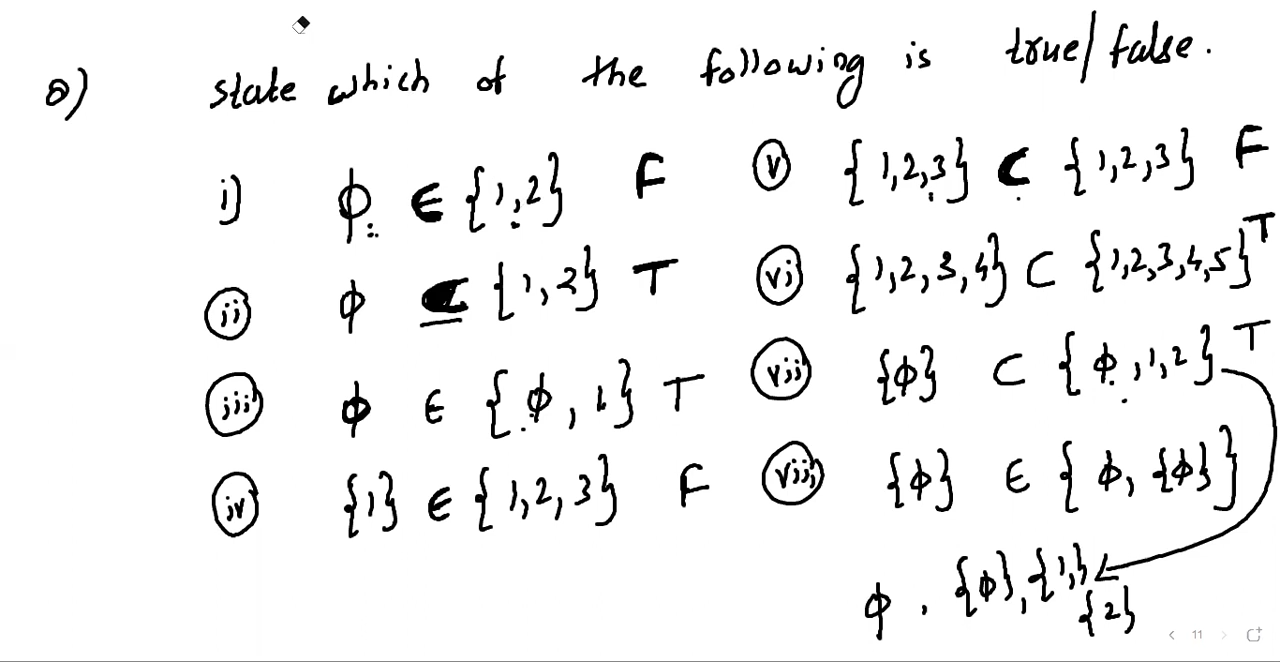 Q) state which of the following is true/false.
i) ϕ ∈ {1,2} F
ii ϕ ⊆ {1,2} T
iii ϕ ∈ {ϕ, 1} T
iv {1} ∈ {1,2,3} F
v {1,2,3} ⊂ {1,2,3} F
vi {1,2,3,4} ⊂ {1,2,3,4,5} T
vii {ϕ} ⊂ {ϕ,1,2} T
viii {ϕ} ∈ {ϕ, {ϕ}}
ϕ, {ϕ}, {1,}
{2}
< 11 >